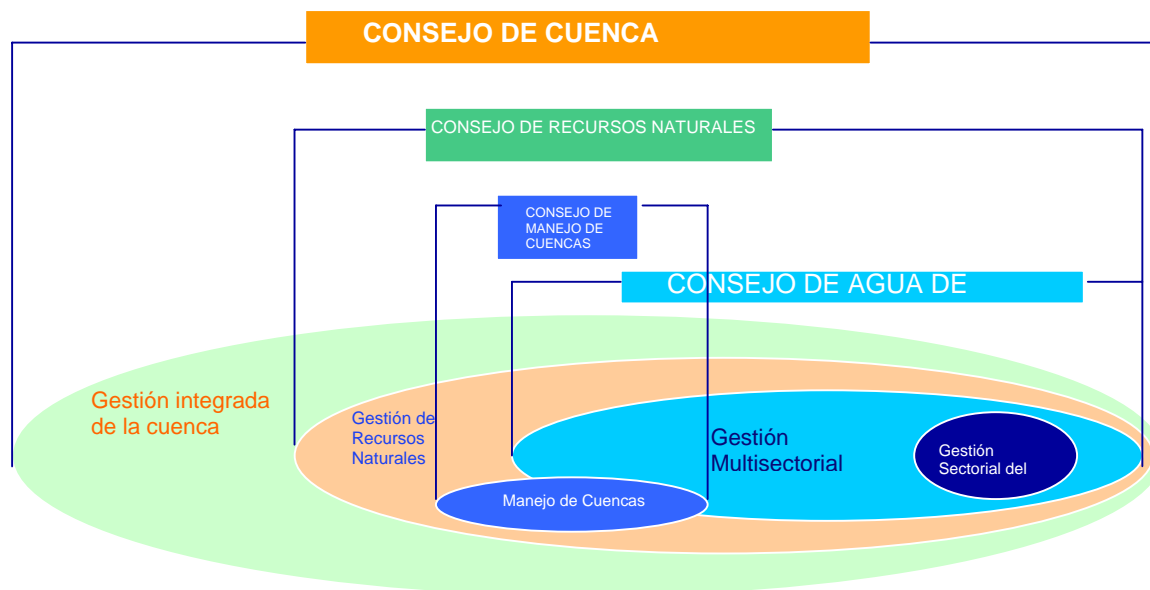 CONSEJO DE CUENCA
CONSEJO DE RECURSOS NATURALES
CONSEJO DE
MANEJO DE
CUENCAS
CONSEJO DE AGUA DE
Gestión integrada
de la cuenca
Gestión de
Recursos
Naturales
Gestión
Multisectorial
Gestión
Sectorial del
Manejo de Cuencas